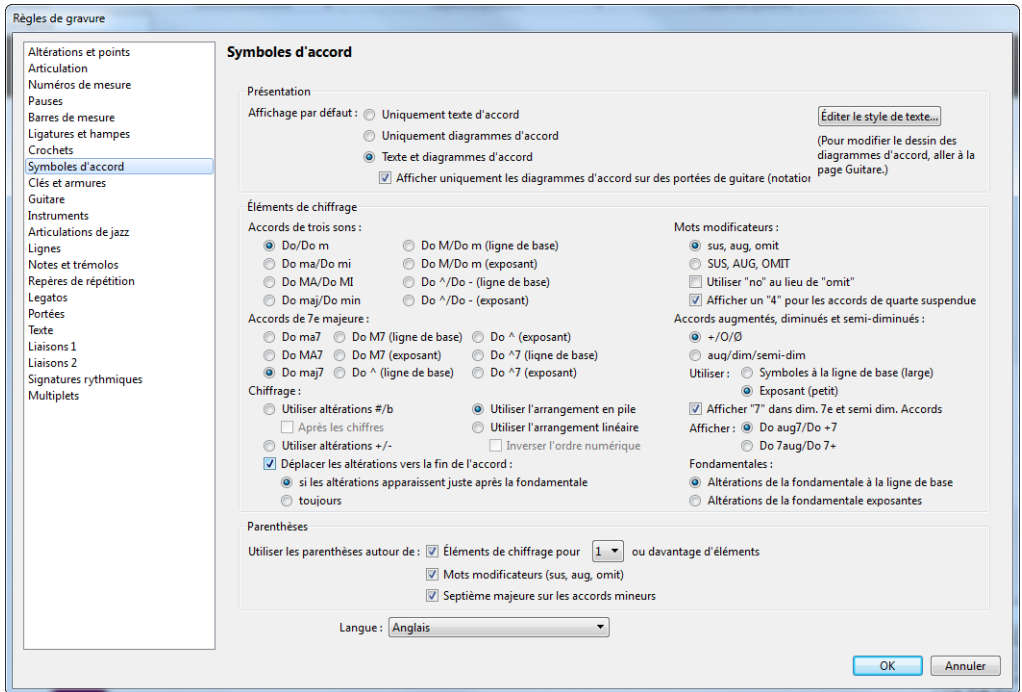 Règles de gravure
Altérations et points
Articulation
Numéros de mesure
Pauses
Barres de mesure
Ligatures et hampes
Crochets
Symboles d'accord
Clés et armures
Guitare
Instruments
Articulations de jazz
Lignes
Notes et trémolos
Repères de répétition
Legatos
Portées
Texte
Liaisons 1
Liaisons 2
Signatures rythmiques
Multiplets
Symboles d'accord
Présentation
Affichage par défaut : Uniquement texte d'accord
Uniquement diagrammes d'accord
Texte et diagrammes d'accord
Afficher uniquement les diagrammes d'accord sur des portées de guitare (notation
Éditer le style de texte...
(Pour modifier le dessin des
diagrammes d'accord, aller à la
page Guitare.)
Éléments de chiffrage
Accords de trois sons :
Do/Do m Do M/Do m (ligne de base)
Do ma/Do mi Do M/Do m (exposant)
Do MA/Do MI Do ^/Do - (ligne de base)
Do maj/Do min Do ^/Do - (exposant)
Accords de 7e majeure :
Do ma7 Do M7 (ligne de base) Do ^ (exposant)
Do MA7 Do M7 (exposant) Do ^7 (ligne de base)
Do maj7 Do ^ (ligne de base) Do ^7 (exposant)
Chiffrage :
Utiliser altérations #/b Utiliser l'arrangement en pile
Après les chiffres Utiliser l'arrangement linéaire
Utiliser altérations +/- Inverser l'ordre numérique
Déplacer les altérations vers la fin de l'accord :
si les altérations apparaissent juste après la fondamentale
toujours
Mots modificateurs :
sus, aug, omit
SUS, AUG, OMIT
Utiliser "no" au lieu de "omit"
Afficher un "4" pour les accords de quarte suspendue
Accords augmentés, diminués et semi-diminués :
+/O/Ø
aug/dim/semi-dim
Utiliser : Symboles à la ligne de base (large)
Exposant (petit)
Afficher "7" dans dim. 7e et semi dim. Accords
Afficher : Do aug7/Do +7
Do 7aug/Do 7+
Fondamentales :
Altérations de la fondamentale à la ligne de base
Altérations de la fondamentale exposantes
Parenthèses
Utiliser les parenthèses autour de : Éléments de chiffrage pour 1 ou davantage d'éléments
Mots modificateurs (sus, aug, omit)
Septième majeure sur les accords mineurs
Langue : Anglais
OK Annuler